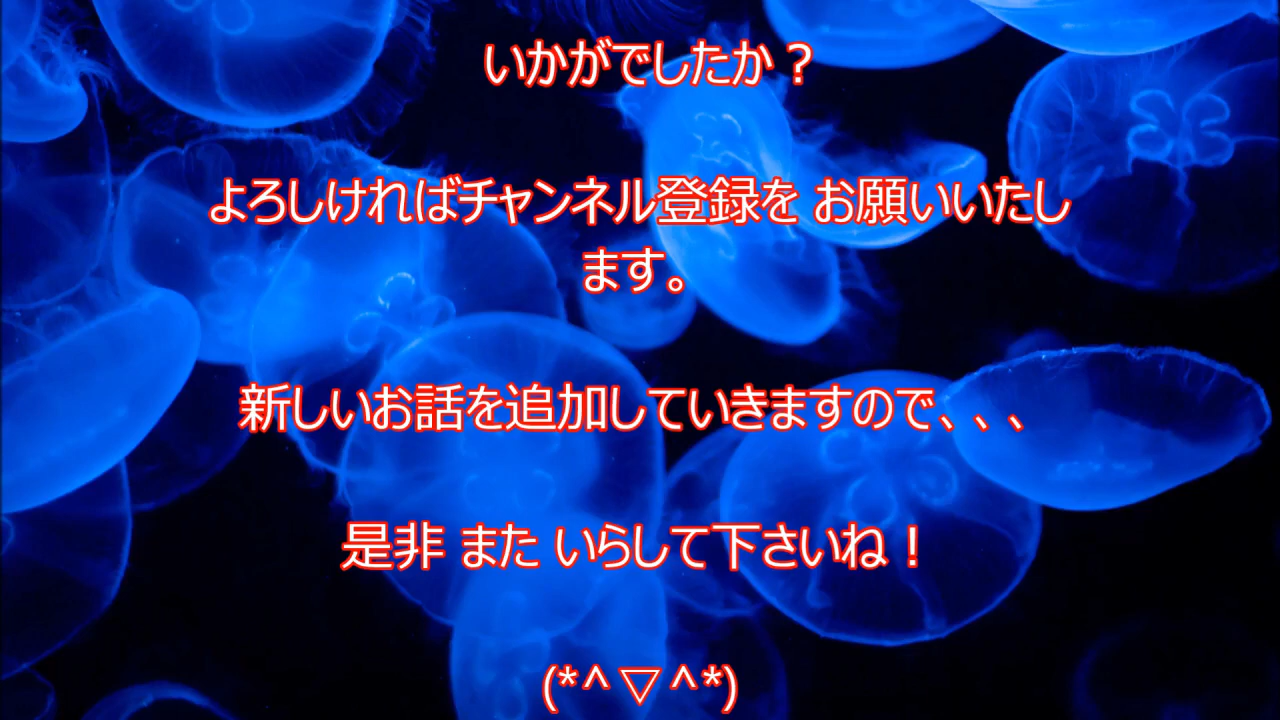 いかがでしたか？
よろしければチャンネル登録を お願いいたし
ます。
新しいお話を追加していきますので、、、
是非 また いらして下さいね！
(*^▽^*)